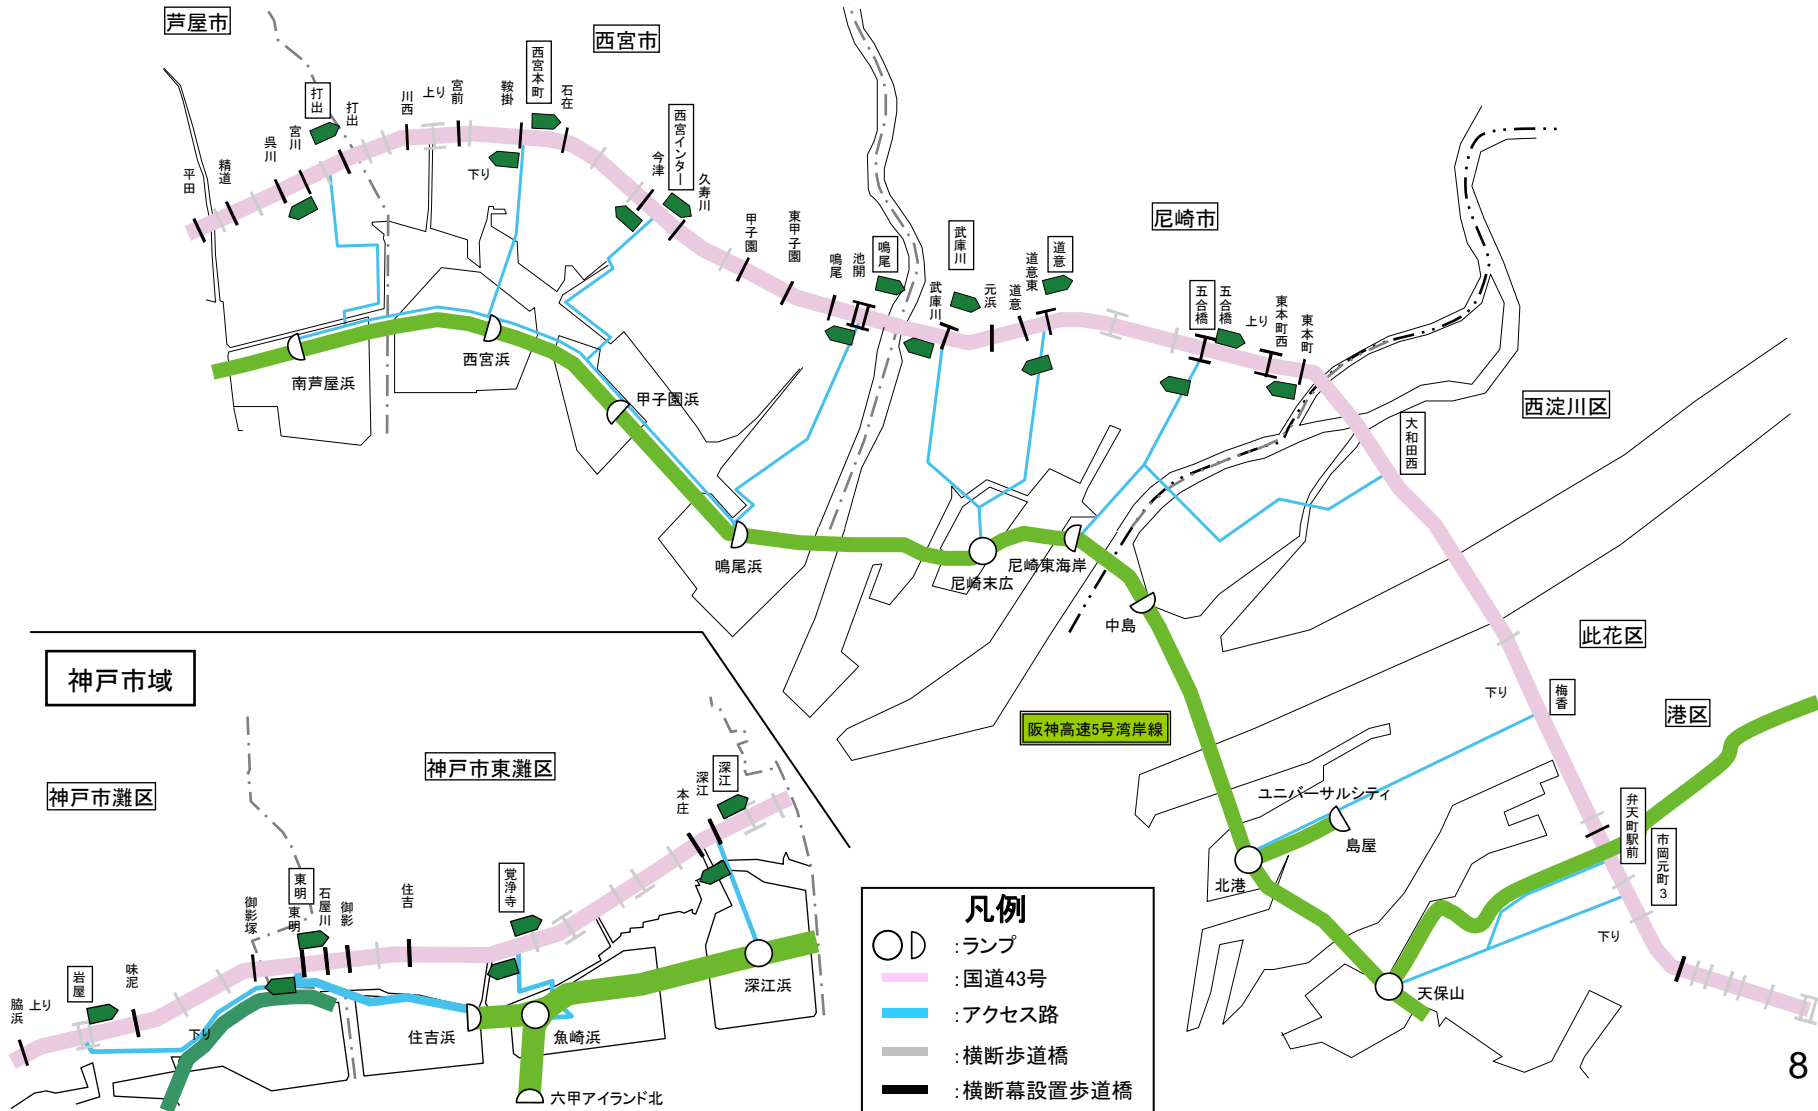 芦屋市
西宮市
尼崎市
西淀川区
此花区
港区
平田
精道
呉川
宮川
打出
打出
川西
上り
宮前
鞍掛
西宮本町
石在
下り
今津
西宮インター
久寿川
甲子園
東甲子園
鳴尾
池開
鳴尾
武庫川
武庫川
元浜
道意
道意東
道意
五合橋
五合橋
上り
東本町西
東本町
大和田西
南芦屋浜
西宮浜
甲子園浜
鳴尾浜
尼崎末広
尼崎東海岸
中島
下り
梅香
阪神高速5号湾岸線
ユニバーサルシティ
島屋
北港
弁天町駅前
市岡元町3
下り
天保山
神戸市域
神戸市灘区
神戸市東灘区
脇浜
上り
岩屋
味泥
下り
御影塚
東明
東明
石屋川
御影
住吉
覚浄寺
本庄
深江
深江
住吉浜
魚崎浜
深江浜
六甲アイランド北
凡例
:ランプ
:国道43号
:アクセス路
:横断歩道橋
:横断幕設置歩道橋
8